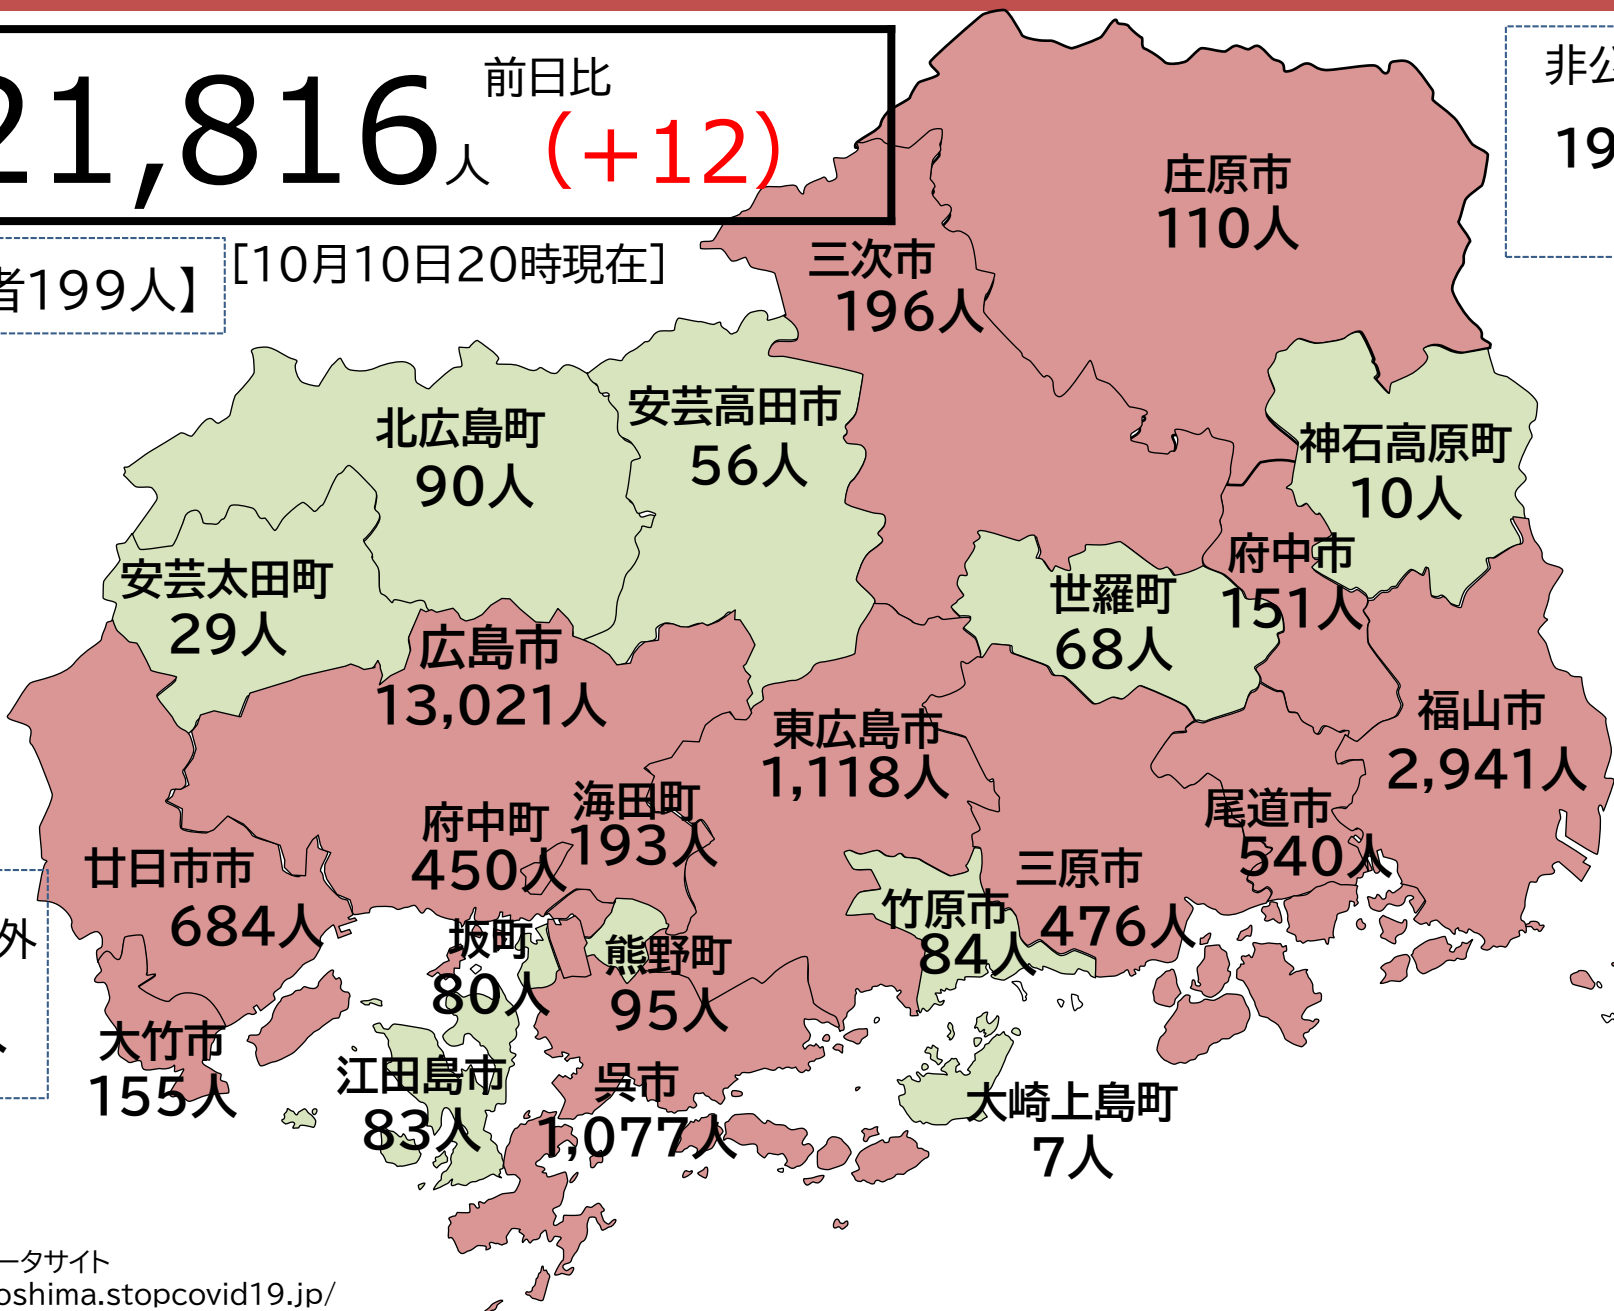 21,816人
前日比
（+12）
非公
19
者199人】
[10月10日20時現在]
庄原市
110人
三次市
196人
安芸高田市
56人
北広島町
90人
神石高原町
10人
府中市
151人
安芸太田町
29人
世羅町
68人
広島市
13,021人
福山市
2,941人
東広島市
1,118人
海田町
193人
府中町
450人
尾道市
540人
廿日市市
684人
三原市
476人
竹原市
84人
坂町
80人
熊野町
95人
外
人
大竹市
155人
江田島市
83人
呉市
1,077人
大崎上島町
7人
ータサイト
oshima.stopcovid19.jp/